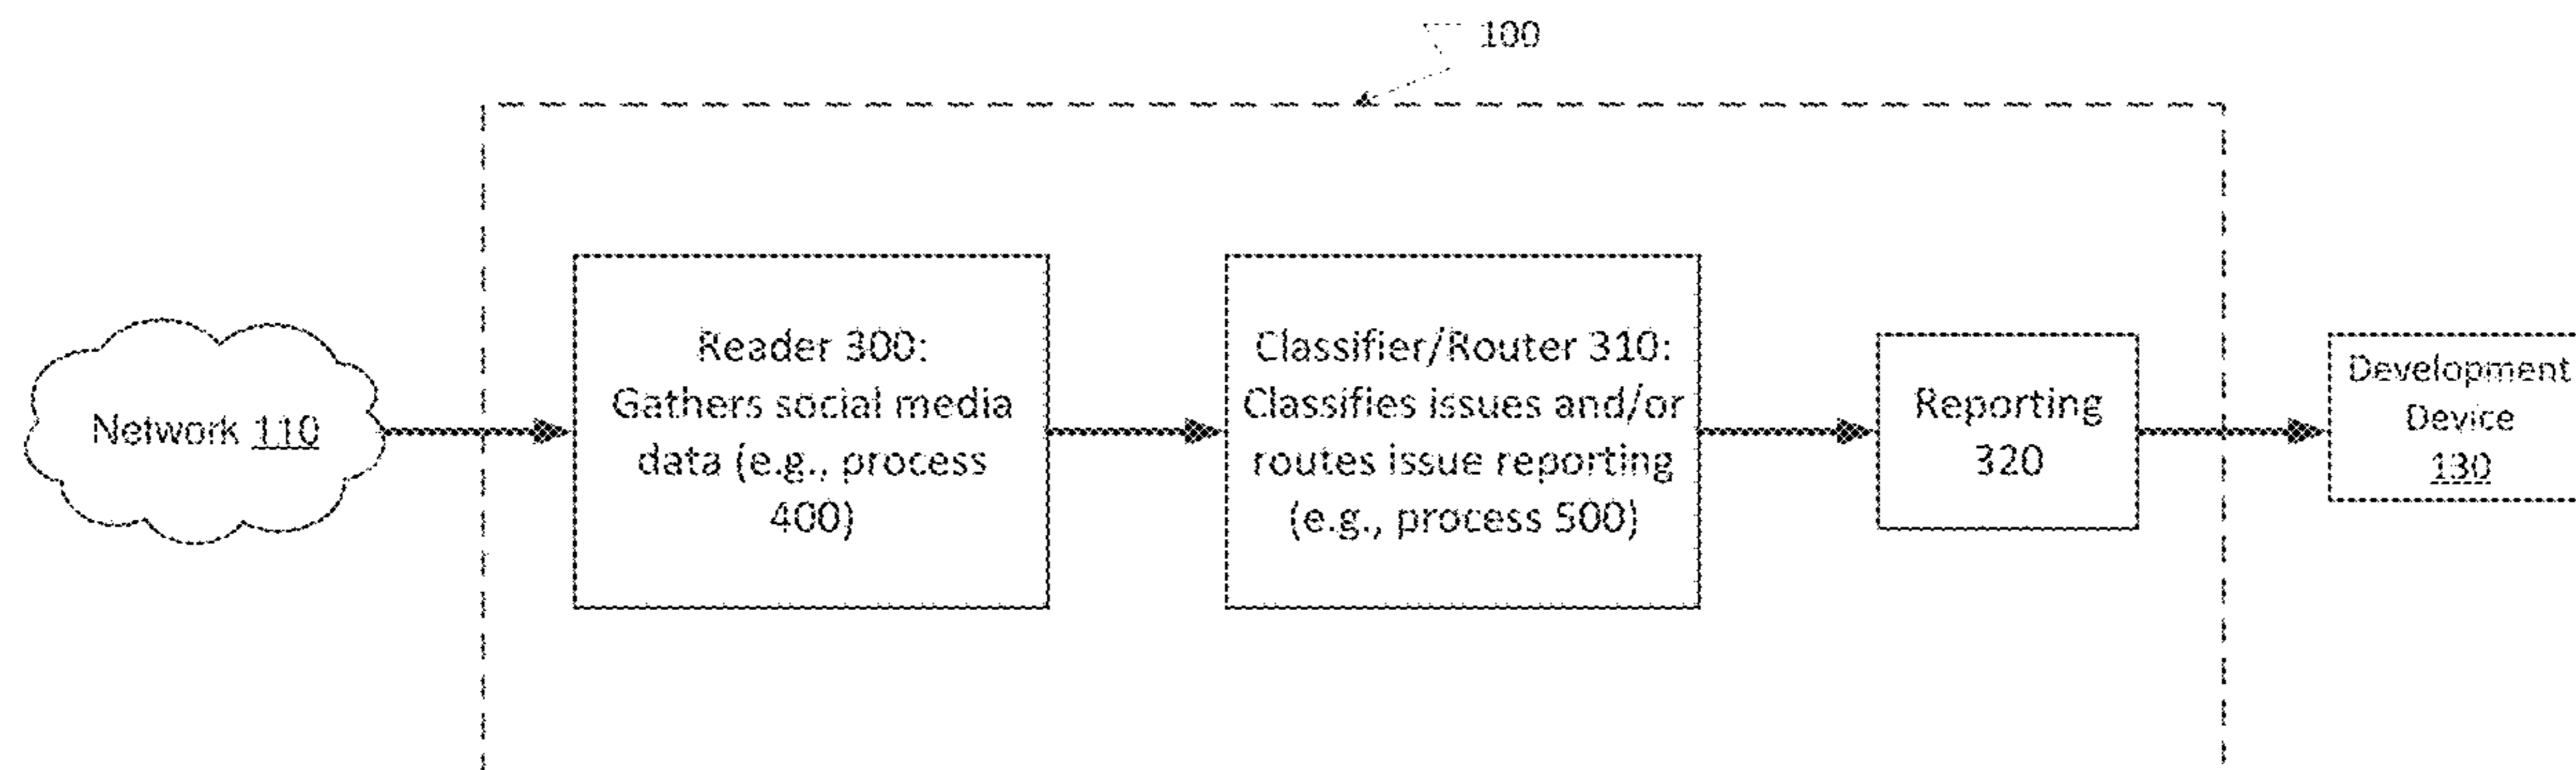 100
Network 110
Reader 300:
Gathers social media
data (e.g., process
400)
Classifier/Router 310:
Classifies issues and/or
routes issue reporting
(e.g., process 500)
Reporting
320
Development
Device
130